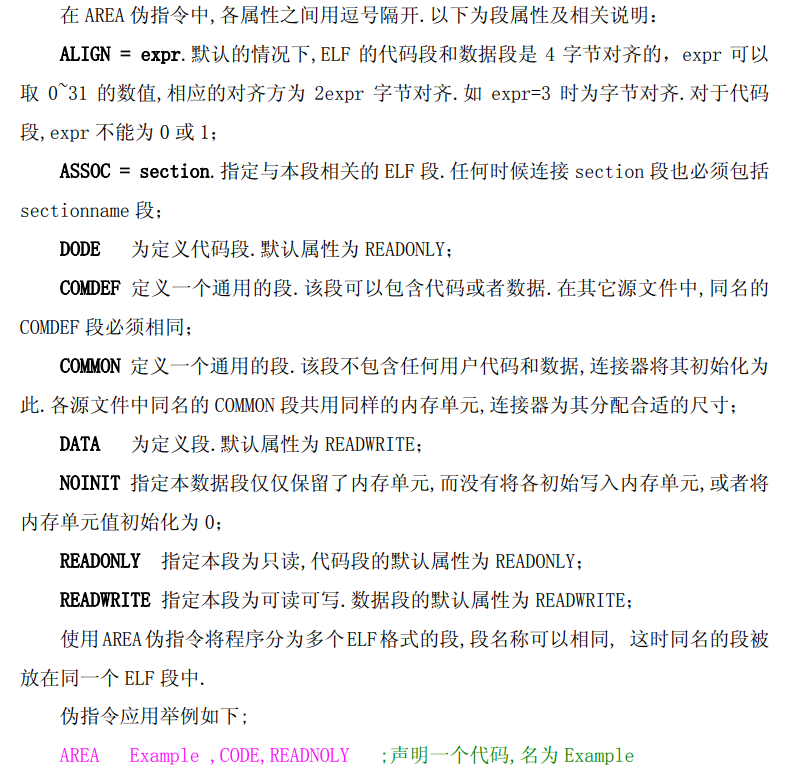 在 AREA 伪指令中,各属性之间用逗号隔开.以下为段属性及相关说明:
ALIGN = expr.默认的情况下,ELF 的代码段和数据段是 4 字节对齐的，expr 可以
取 0~31 的数值,相应的对齐方为 2expr 字节对齐.如 expr=3 时为字节对齐.对于代码
段,expr 不能为 0 或 1;
ASSOC = section.指定与本段相关的 ELF 段.任何时候连接 section 段也必须包括
sectionname 段;
DODE 为定义代码段.默认属性为 READONLY;
COMDEF 定义一个通用的段.该段可以包含代码或者数据.在其它源文件中,同名的
COMDEF 段必须相同;
COMMON 定义一个通用的段.该段不包含任何用户代码和数据,连接器将其初始化为
此.各源文件中同名的 COMMON 段共用同样的内存单元,连接器为其分配合适的尺寸;
DATA 为定义段.默认属性为 READWRITE;
NOINIT 指定本数据段仅仅保留了内存单元,而没有将各初始写入内存单元,或者将
内存单元值初始化为 0;
READONLY 指定本段为只读,代码段的默认属性为 READONLY;
READWRITE 指定本段为可读可写.数据段的默认属性为 READWRITE;
使用 AREA 伪指令将程序分为多个 ELF 格式的段,段名称可以相同, 这时同名的段被
放在同一个 ELF 段中.
伪指令应用举例如下;
AREA Example ,CODE,READNOLY ;声明一个代码,名为 Example